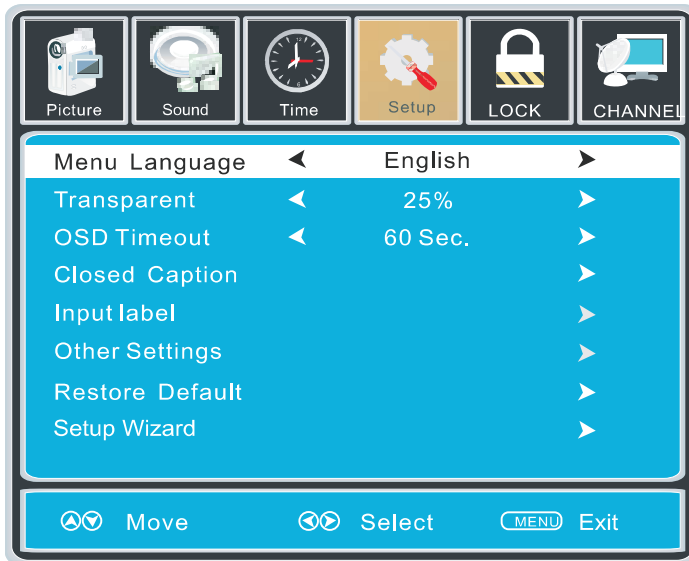 Picture Sound Time Setup LOCK CHANNEL
Menu Language English
Transparent 25%
OSD Timeout 60 Sec.
Closed Caption
Input label
Other Settings
Restore Default
Setup Wizard
Move Select MENU Exit